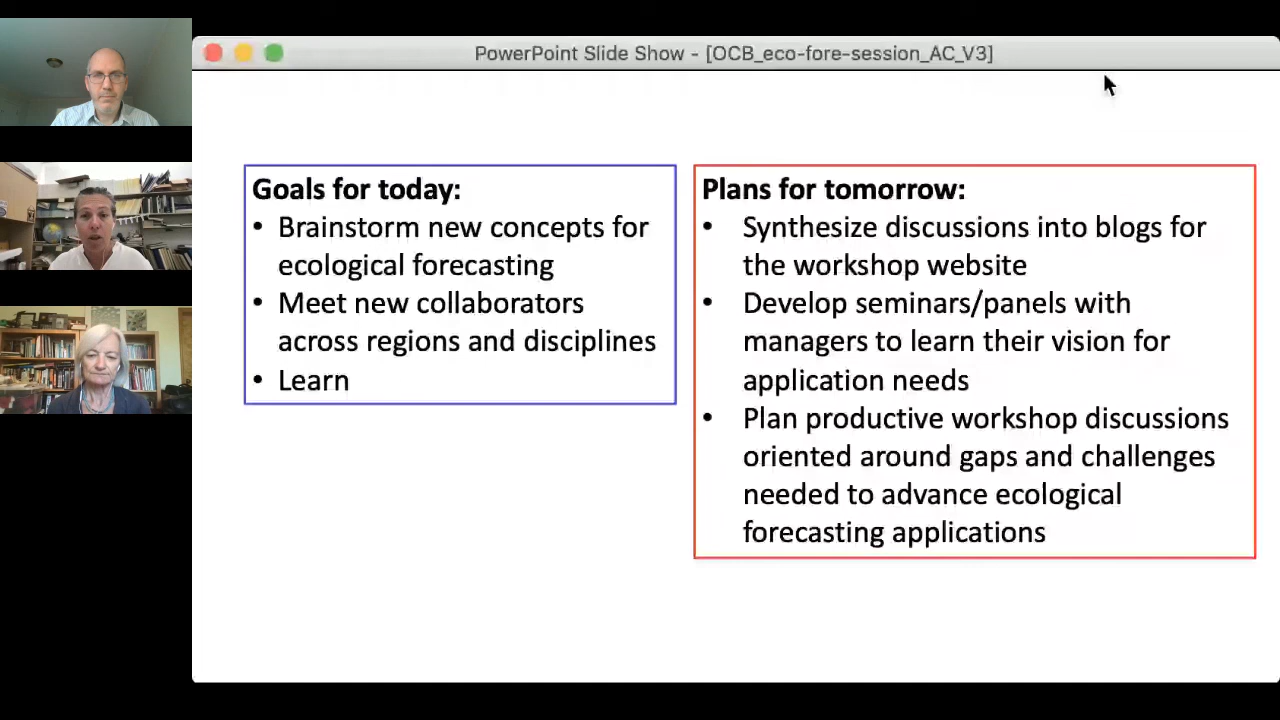 PowerPoint Slide Show - [OCB_eco-fore-session_AC_V3]
Goals for today:
• Brainstorm new concepts for
ecological forecasting
• Meet new collaborators
across regions and disciplines
• Learn
Plans for tomorrow:
• Synthesize discussions into blogs for
the workshop website
• Develop seminars/panels with
managers to learn their vision for
application needs
• Plan productive workshop discussions
oriented around gaps and challenges
needed to advance ecological
forecasting applications